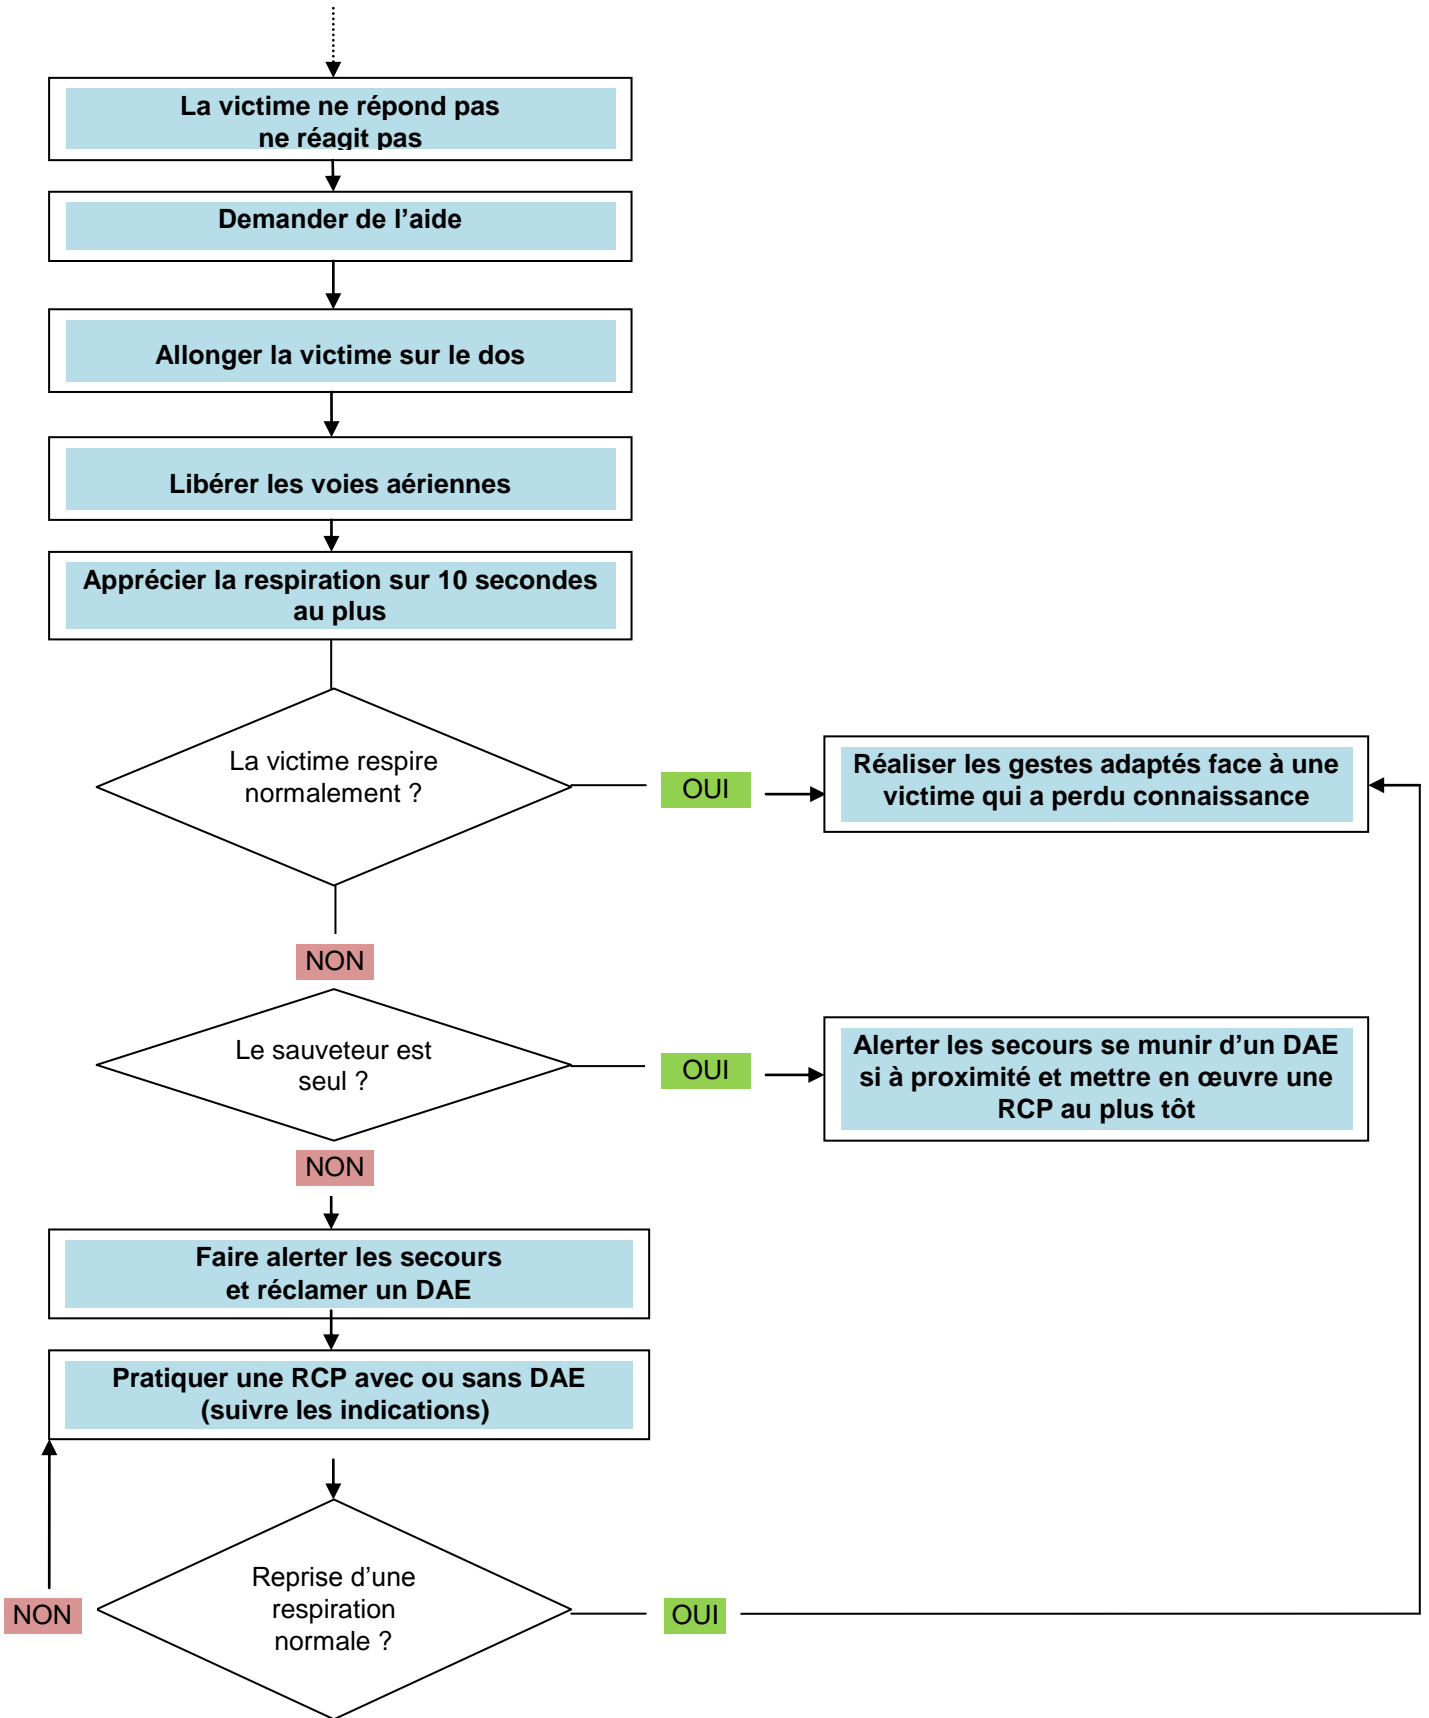 La victime ne répond pas
ne réagit pas
Demander de l’aide
Allonger la victime sur le dos
Libérer les voies aériennes
Apprécier la respiration sur 10 secondes
au plus
La victime respire
normalement ?
OUI
Réaliser les gestes adaptés face à une
victime qui a perdu connaissance
NON
Le sauveteur est
seul ?
OUI
Alerter les secours se munir d’un DAE
si à proximité et mettre en œuvre une
RCP au plus tôt
NON
Faire alerter les secours
et réclamer un DAE
Pratiquer une RCP avec ou sans DAE
(suivre les indications)
Reprise d’une
respiration
normale ?
NON
OUI